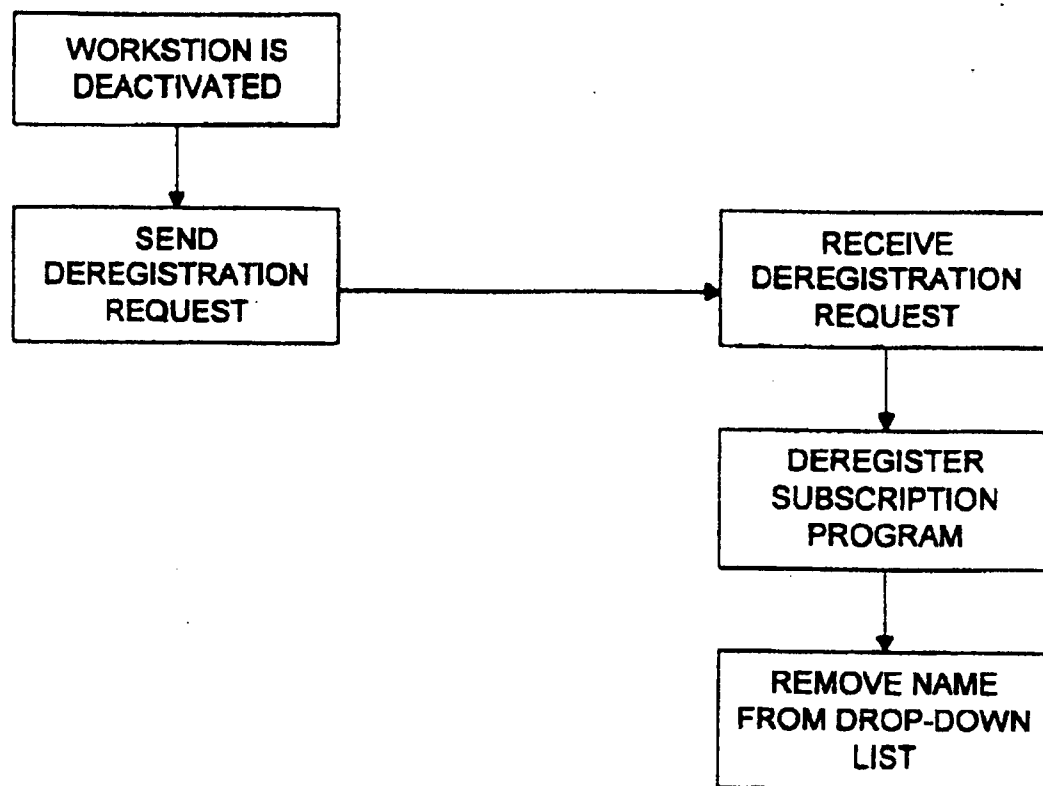 WORKSTION IS
DEACTIVATED
SEND
DEREGISTRATION
REQUEST
RECEIVE
DEREGISTRATION
REQUEST
DEREGISTER
SUBSCRIPTION
PROGRAM
REMOVE NAME
FROM DROP-DOWN
LIST